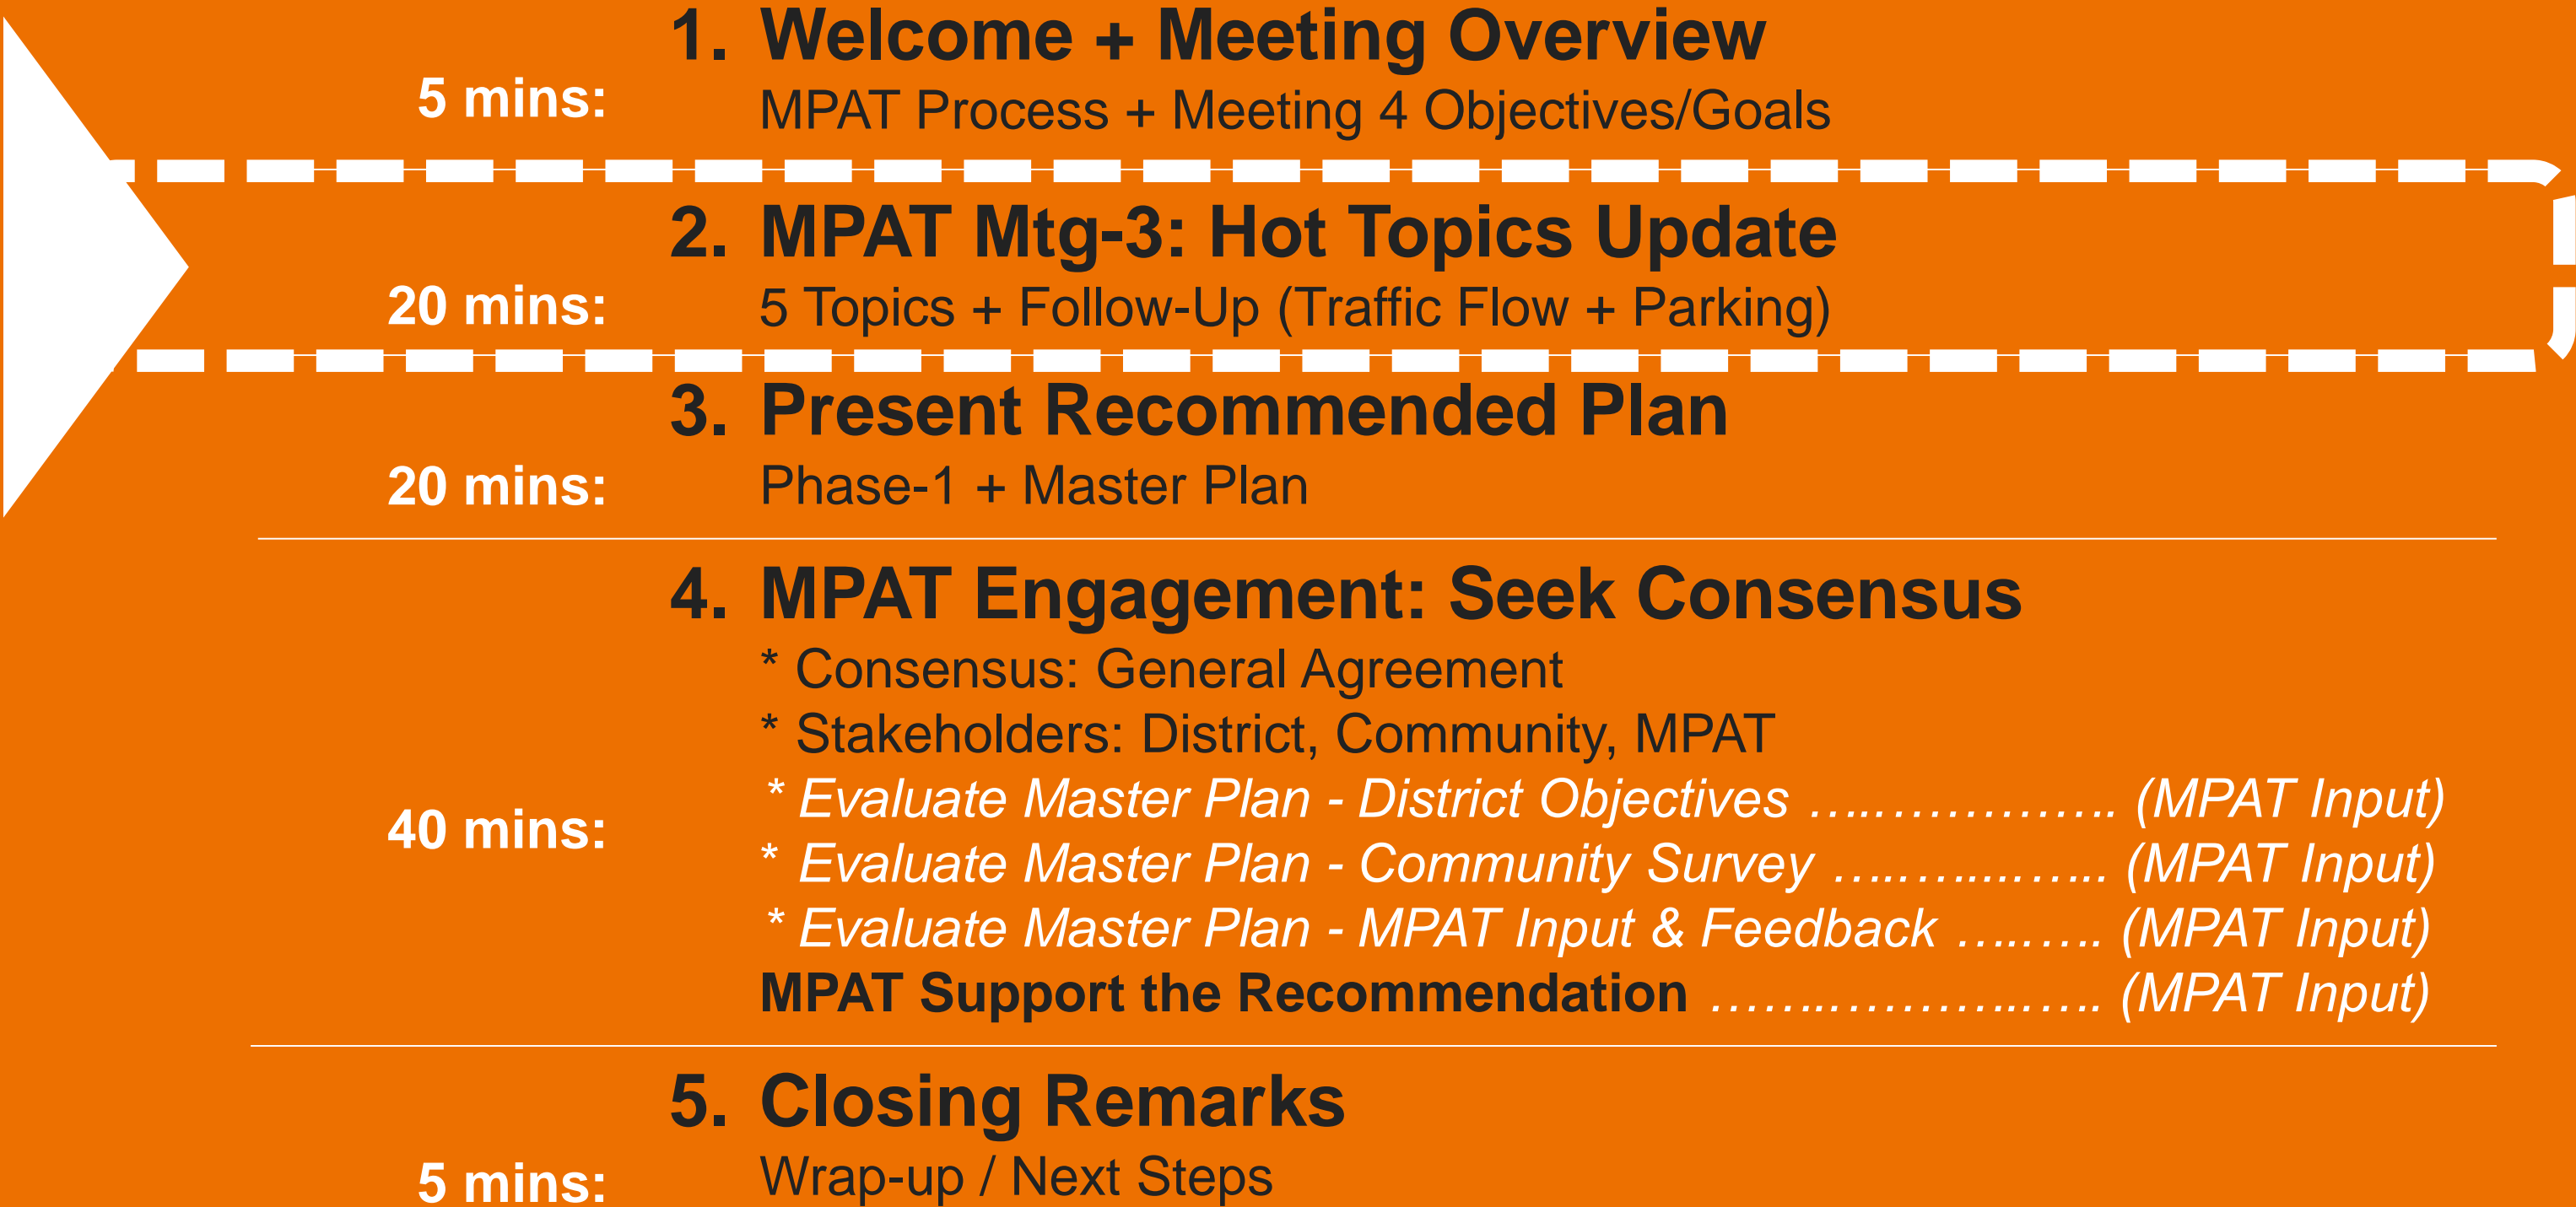 1. Welcome + Meeting Overview
5 mins: MPAT Process + Meeting 4 Objectives/Goals
2. MPAT Mtg-3: Hot Topics Update
20 mins: 5 Topics + Follow-Up (Traffic Flow + Parking)
3. Present Recommended Plan
20 mins: Phase-1 + Master Plan
4. MPAT Engagement: Seek Consensus
* Consensus: General Agreement
* Stakeholders: District, Community, MPAT
* Evaluate Master Plan - District Objectives …..…………….. (MPAT Input)
40 mins: * Evaluate Master Plan - Community Survey …..….....…... (MPAT Input)
* Evaluate Master Plan - MPAT Input & Feedback …..….. (MPAT Input)
MPAT Support the Recommendation ……..………..….. (MPAT Input)
5. Closing Remarks
5 mins: Wrap-up / Next Steps